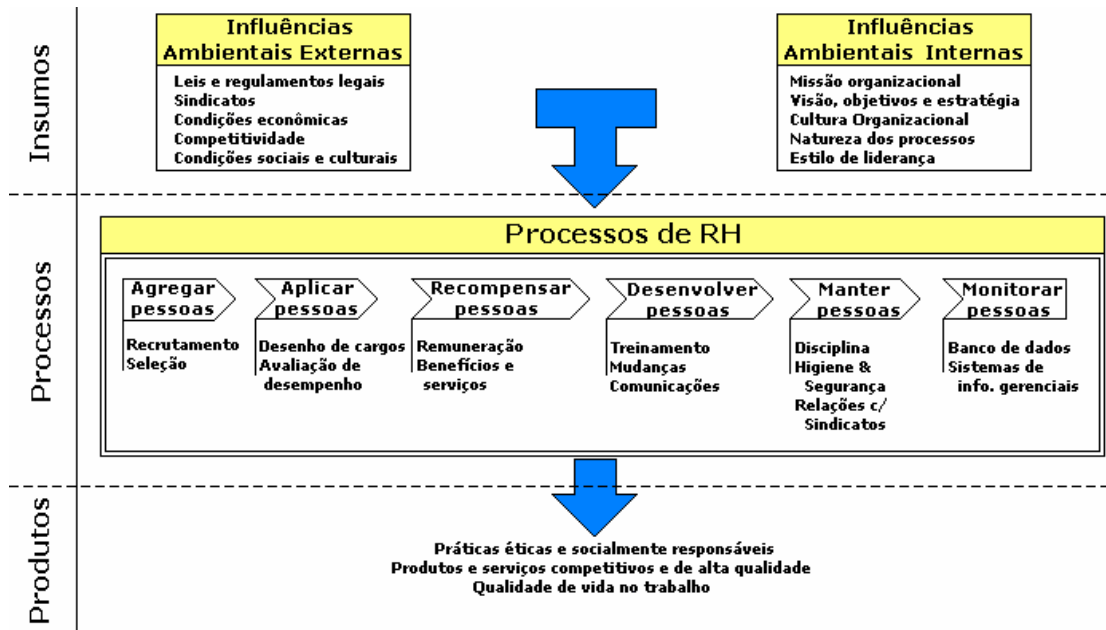 Insumos
Influências
Ambientais Externas
Leis e regulamentos legais
Sindicatos
Condições econômicas
Competitividade
Condições sociais e culturais
Influências
Ambientais Internas
Missão organizacional
Visão, objetivos e estratégia
Cultura Organizacional
Natureza dos processos
Estilo de liderança
Processos
Processos de RH
Agregar
pessoas
Recrutamento
Seleção
Aplicar
pessoas
Desenho de cargos
Avaliação de
desempenho
Recompensar
pessoas
Remuneração
Benefícios e
serviços
Desenvolver
pessoas
Treinamento
Mudanças
Comunicações
Manter
pessoas
Disciplina
Higiene &
Segurança
Relações c/
Sindicatos
Monitorar
pessoas
Banco de dados
Sistemas de
info. gerenciais
Produtos
Práticas éticas e socialmente responsáveis
Produtos e serviços competitivos e de alta qualidade
Qualidade de vida no trabalho